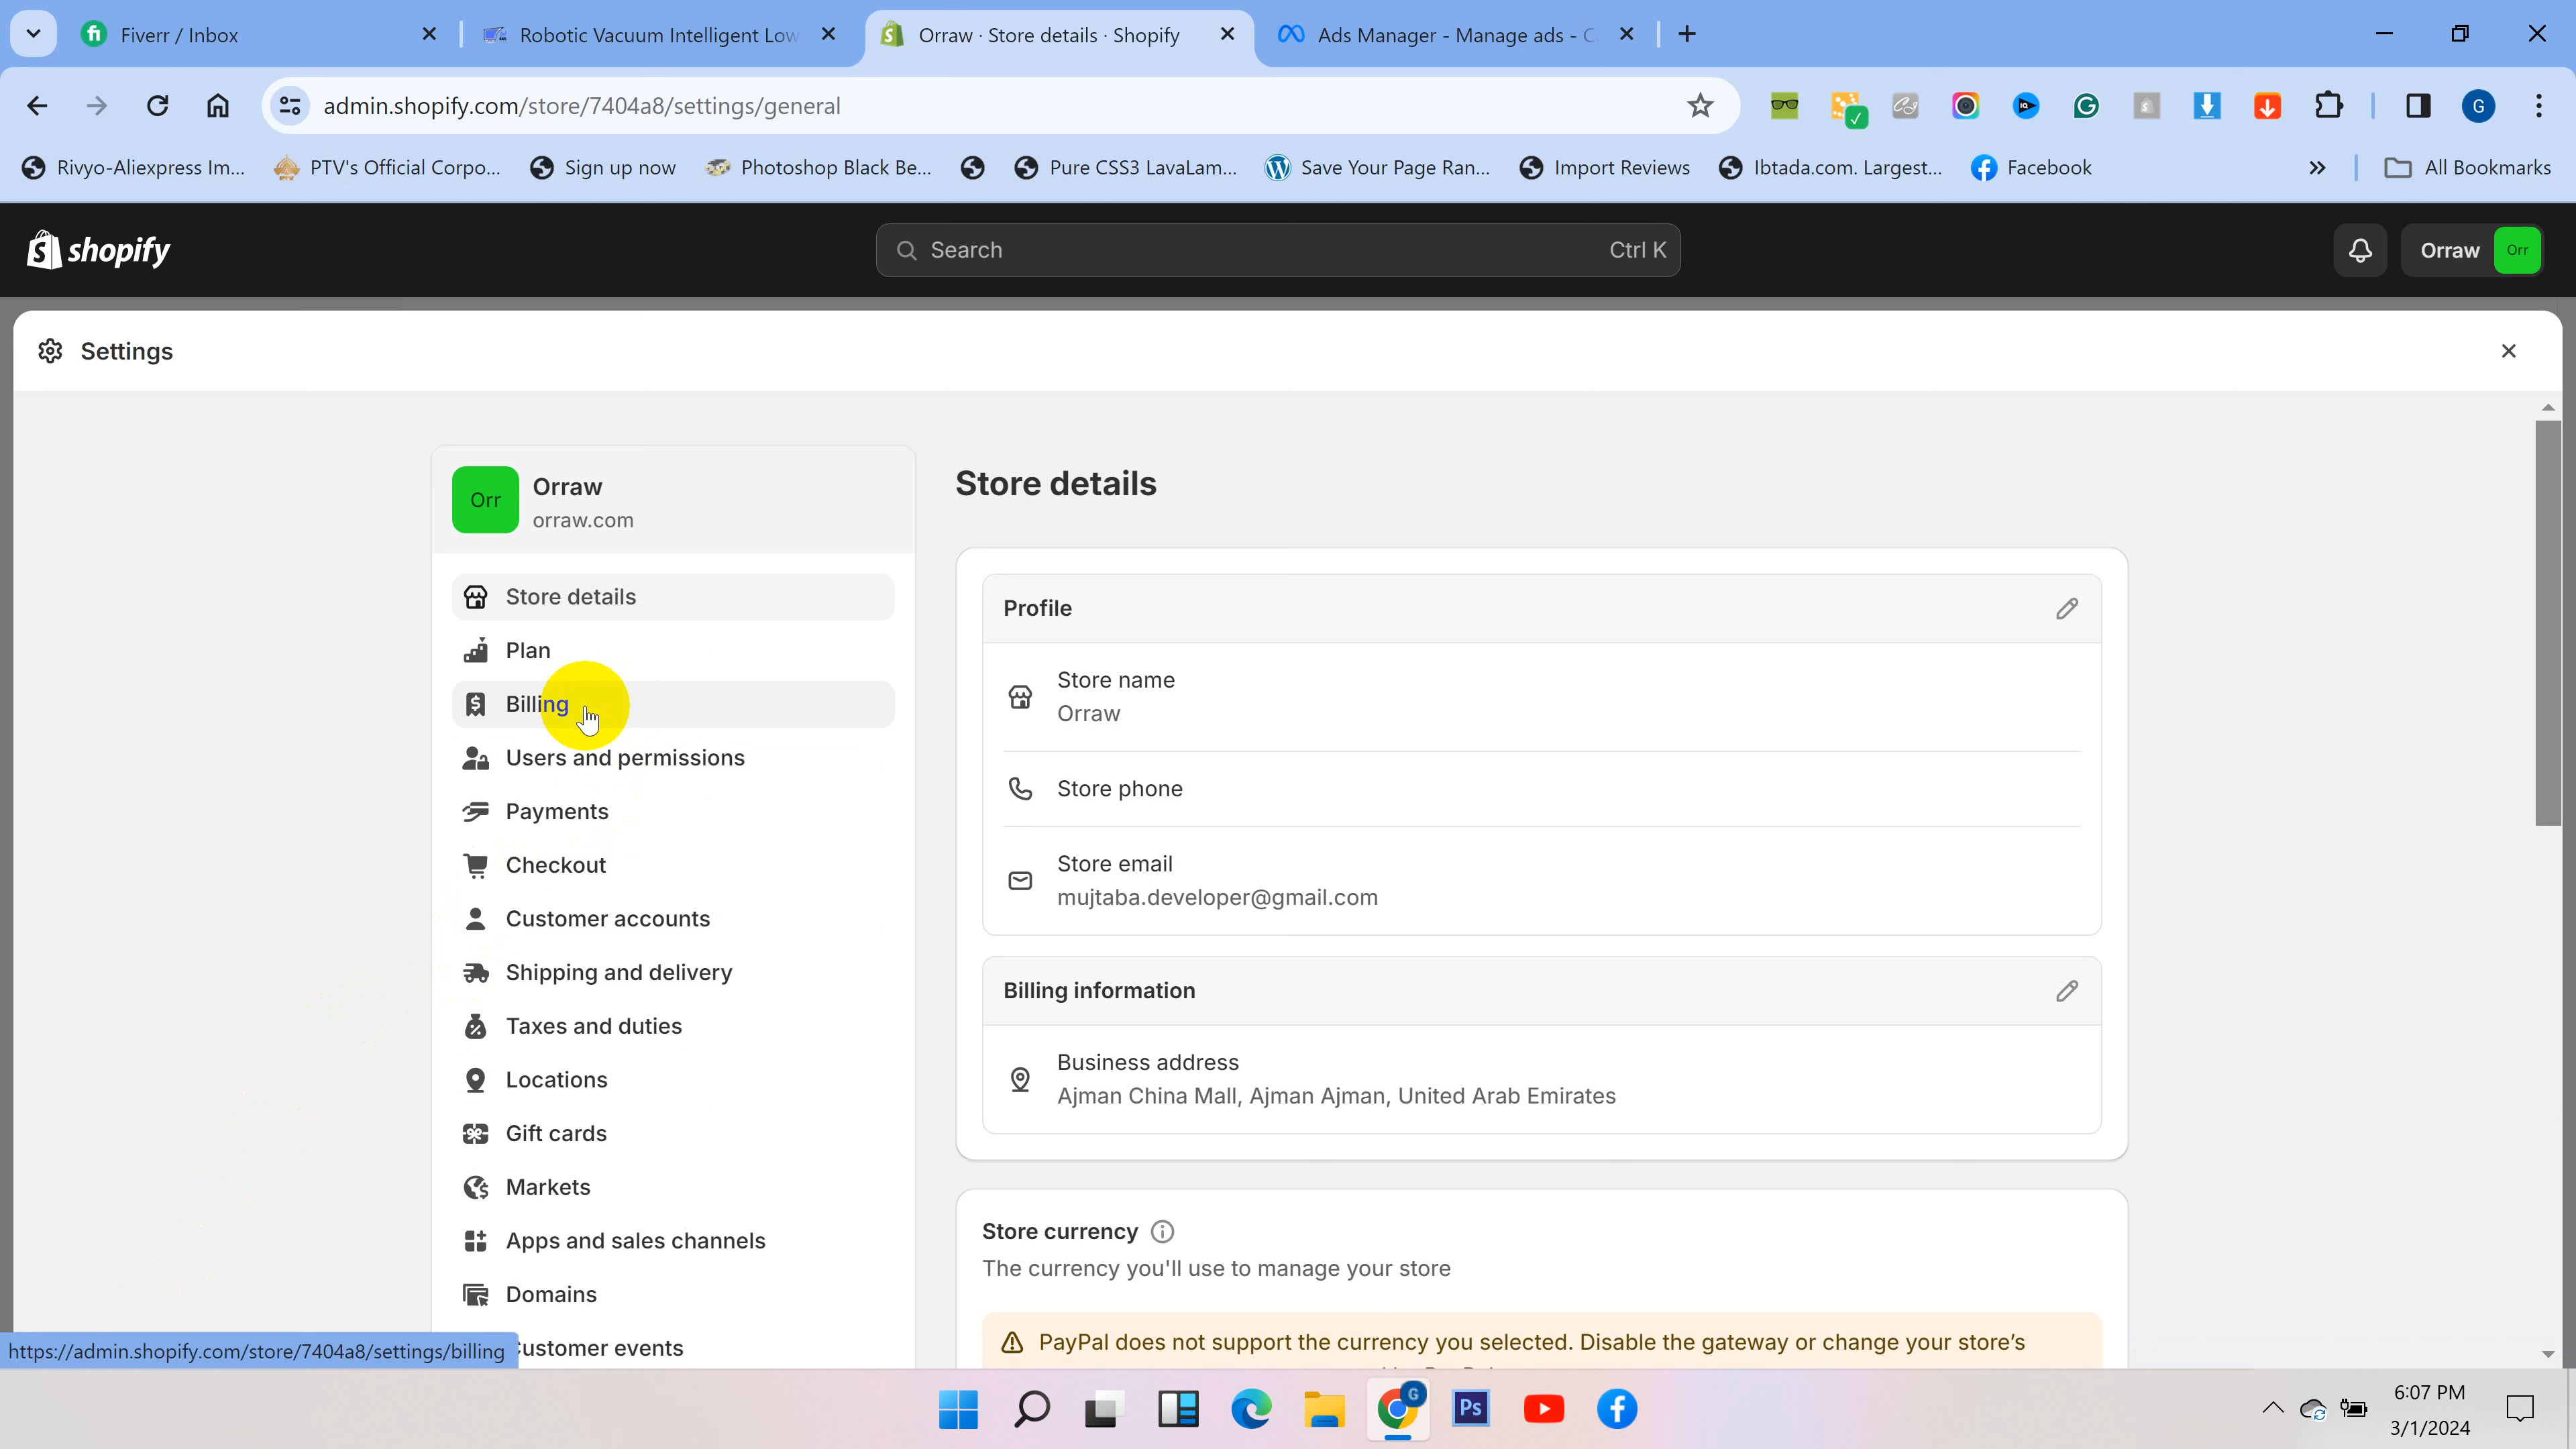 Fiverr / Inbox
Robotic Vacuum Intelligent Low
Orraw · Store details · Shopify
Ads Manager - Manage ads - C
admin.shopify.com/store/7404a8/settings/general
G
Rivyo-Aliexpress Im...
PTV's Official Corpo...
Sign up now
Photoshop Black Be...
Pure CSS3 LavaLam...
Save Your Page Ran...
Import Reviews
Ibtada.com. Largest...
Facebook
All Bookmarks
shopify
Search
Ctrl K
Orraw
Orr
Settings
Orr
Orraw
orraw.com
Store details
Plan
Billing
Users and permissions
Payments
Checkout
Customer accounts
Shipping and delivery
Taxes and duties
Locations
Gift cards
Markets
Apps and sales channels
Domains
ustomer events
Store details
Profile
Store name
Orraw
Store phone
Store email
mujtaba.developer@gmail.com
Billing information
Business address
Ajman China Mall, Ajman Ajman, United Arab Emirates
Store currency
The currency you'll use to manage your store
PayPal does not support the currency you selected. Disable the gateway or change your store's
https://admin.shopify.com/store/7404a8/settings/billing
G
Ps
6:07 PM
3/1/2024